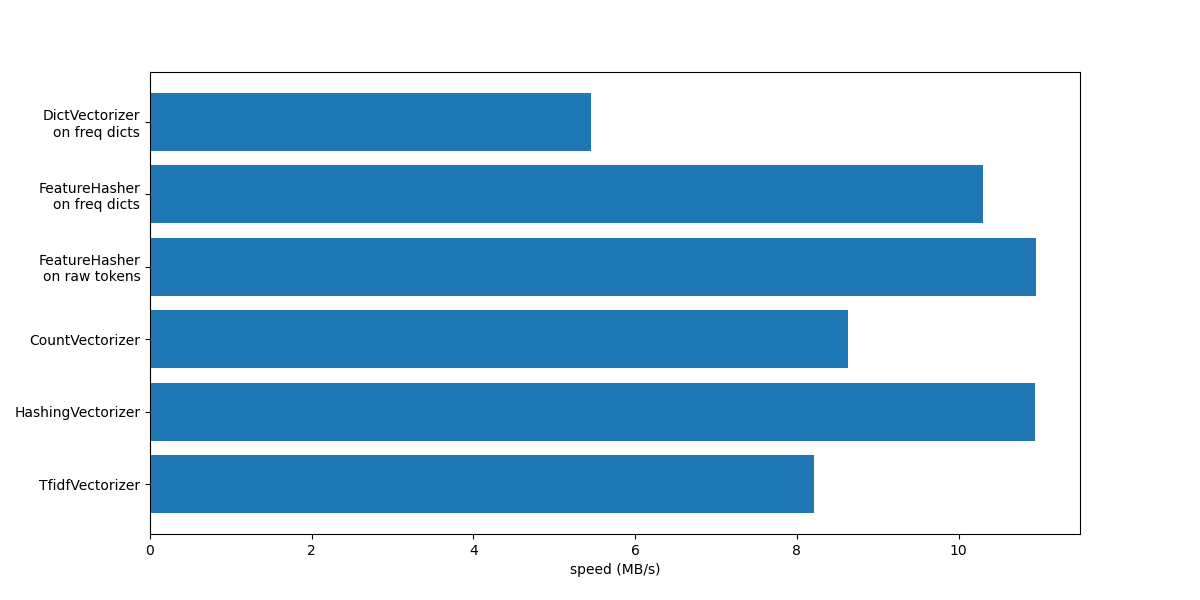 DictVectorizer
on freq dicts
FeatureHasher
on freq dicts
FeatureHasher
on raw tokens
CountVectorizer
HashingVectorizer
TfidfVectorizer
0 2 4 6 8 10
speed (MB/s)